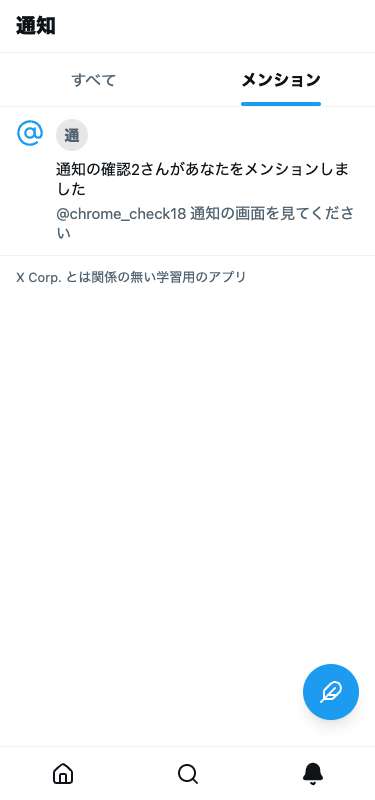 通知
すべて
メンション
通
通知の確認2さんがあなたをメンションしま
した
@chrome_check18 通知の画面を見てくださ
い
X Corp. とは関係の無い学習用のアプリ